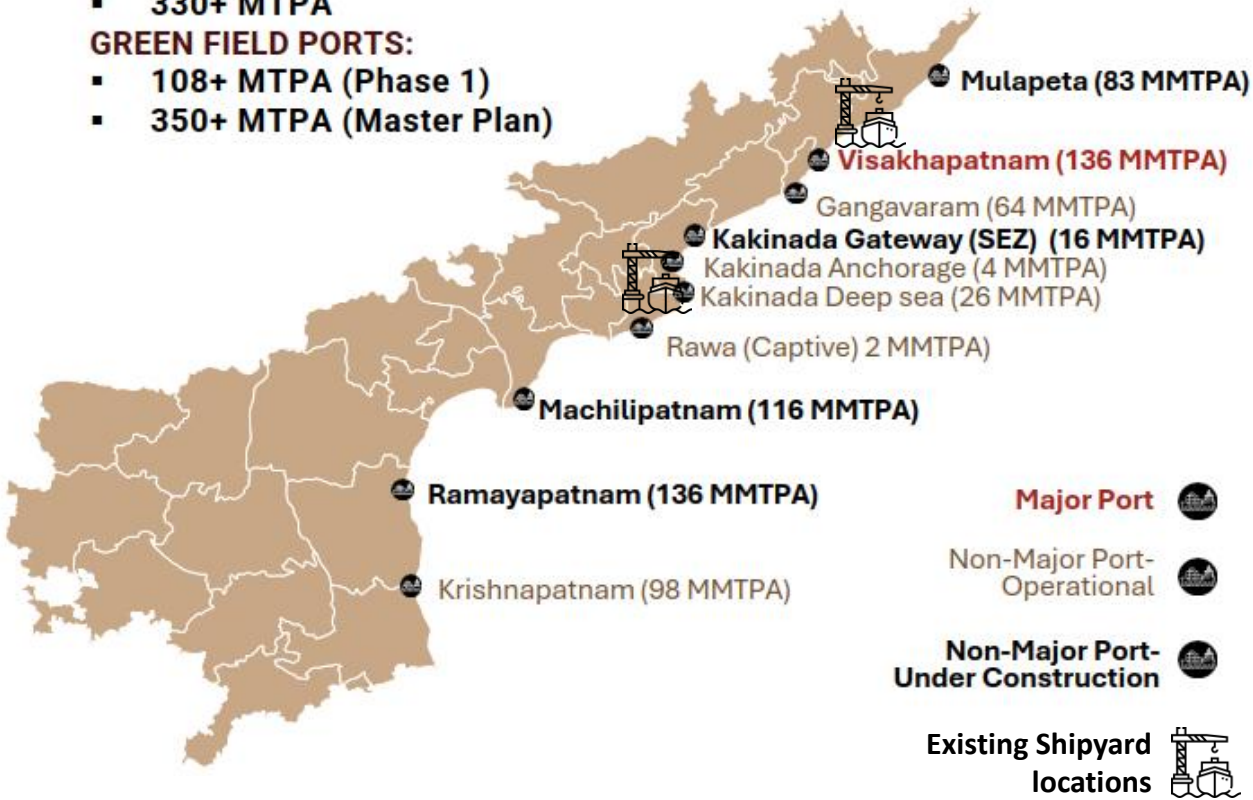 ▪ 330+ MTPA
GREEN FIELD PORTS:
▪ 108+ MTPA (Phase 1)
▪ 350+ MTPA (Master Plan)
Mulapeta (83 MMTPA)
Visakhapatnam (136 MMTPA)
Gangavaram (64 MMTPA)
Kakinada Gateway (SEZ) (16 MMTPA)
Kakinada Anchorage (4 MMTPA)
Kakinada Deep sea (26 MMTPA)
Rawa (Captive) 2 MMTPA)
Machilipatnam (116 MMTPA)
Ramayapatnam (136 MMTPA)
Krishnapatnam (98 MMTPA)
Major Port
Non-Major Port-
Operational
Non-Major Port-
Under Construction
Existing Shipyard
locations